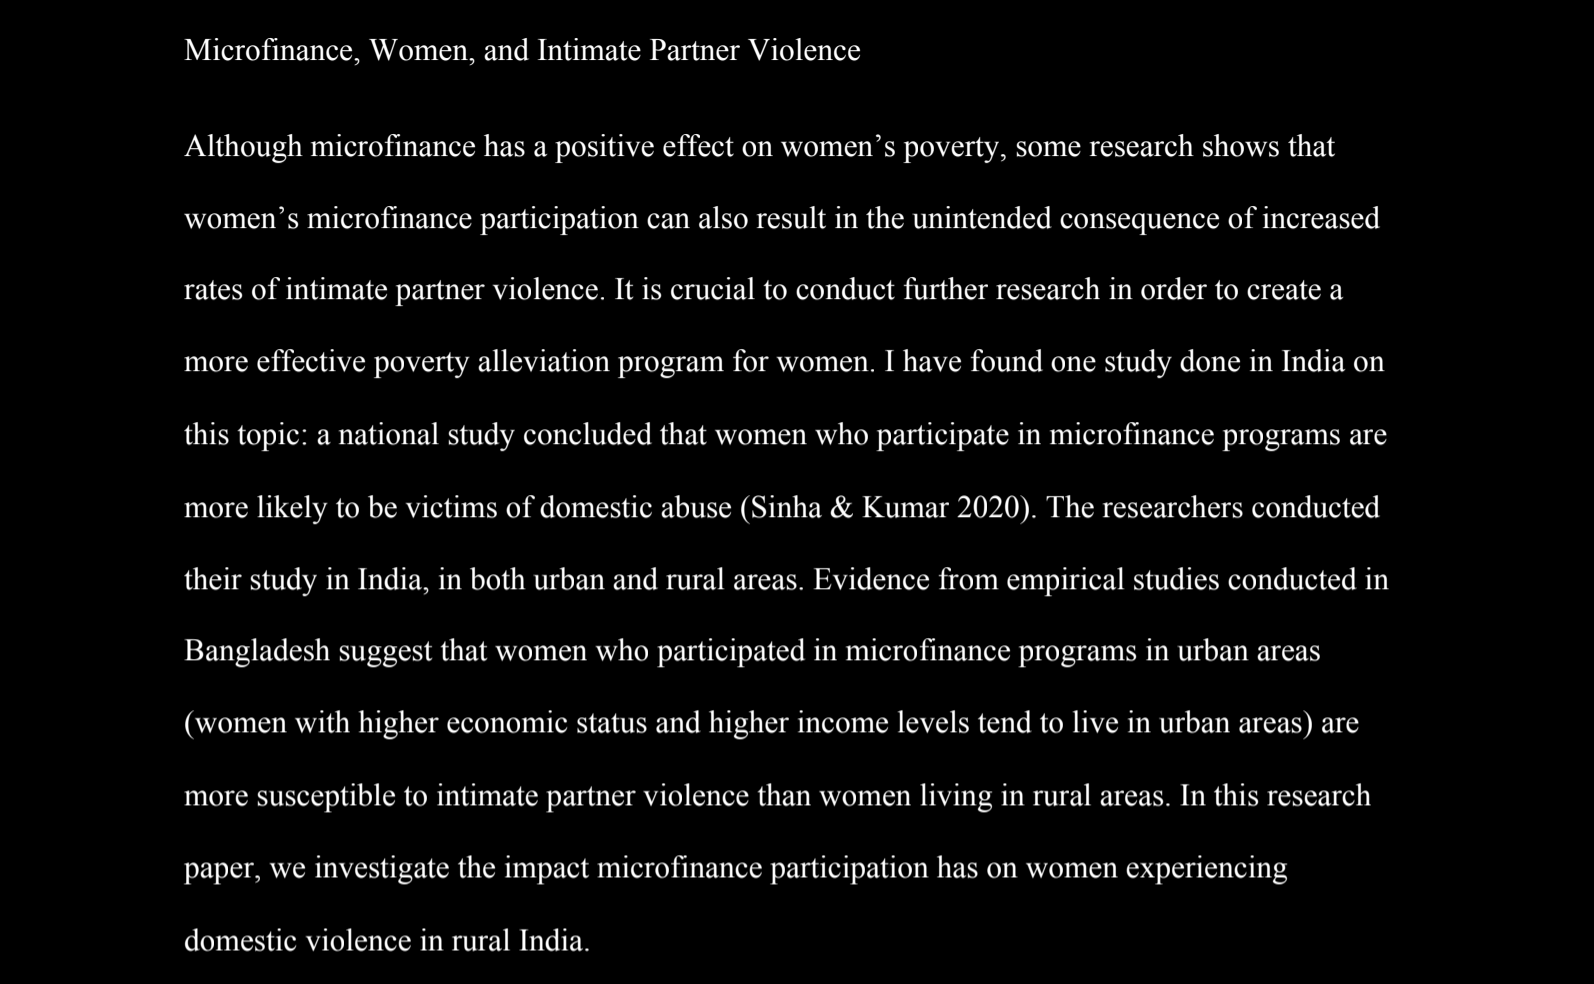 Microfinance, Women, and Intimate Partner Violence
Although microfinance has a positive effect on women’s poverty, some research shows that
women’s microfinance participation can also result in the unintended consequence of increased
rates of intimate partner violence. It is crucial to conduct further research in order to create a
more effective poverty alleviation program for women. I have found one study done in India on
this topic: a national study concluded that women who participate in microfinance programs are
more likely to be victims of domestic abuse (Sinha & Kumar 2020). The researchers conducted
their study in India, in both urban and rural areas. Evidence from empirical studies conducted in
Bangladesh suggest that women who participated in microfinance programs in urban areas
(women with higher economic status and higher income levels tend to live in urban areas) are
more susceptible to intimate partner violence than women living in rural areas. In this research
paper, we investigate the impact microfinance participation has on women experiencing
domestic violence in rural India.